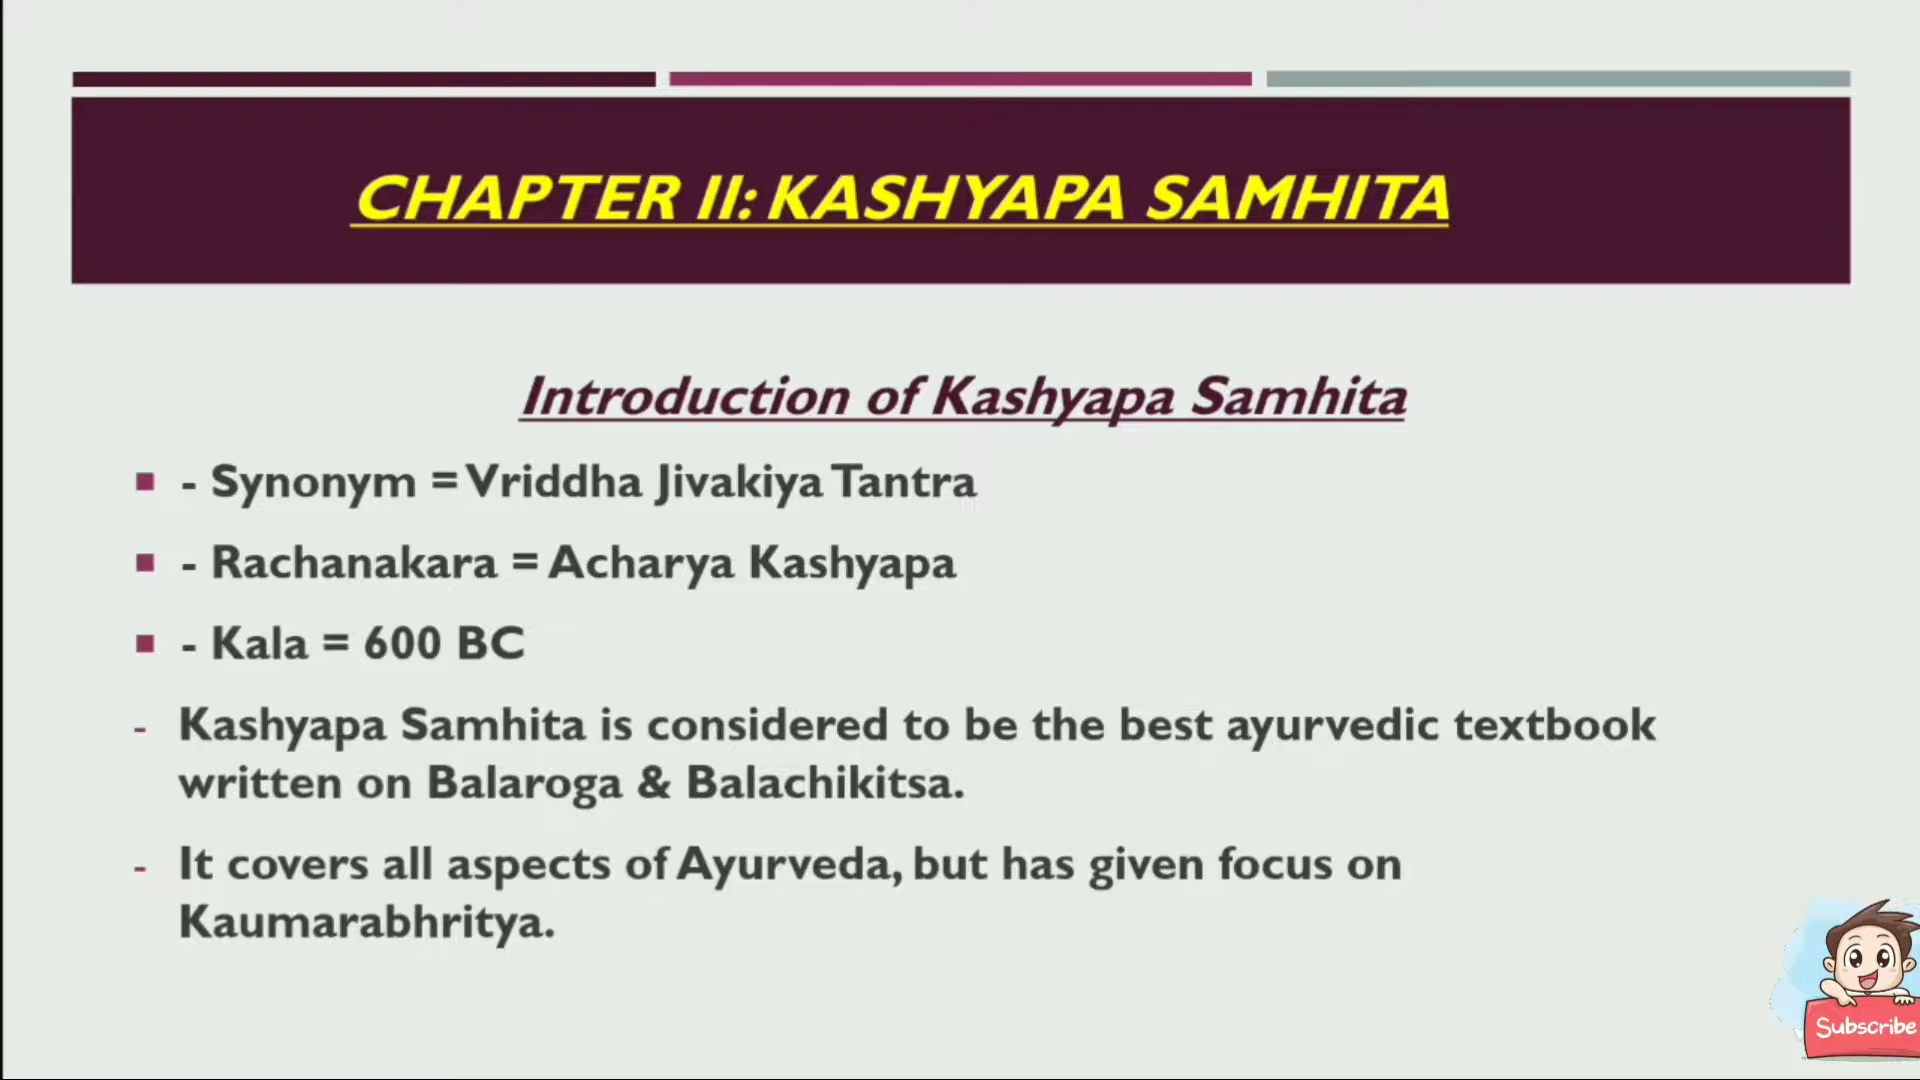 CHAPTER II: KASHYAPA SAMHITA
Introduction of Kashyapa Samhita
- Synonym = Vriddha Jivakiya Tantra
- Rachanakara = Acharya Kashyapa
- Kala = 600 BC
- Kashyapa Samhita is considered to be the best ayurvedic textbook
written on Balaroga & Balachikitsa.
- It covers all aspects of Ayurveda, but has given focus on
Kaumarabhritya.
Subscribe